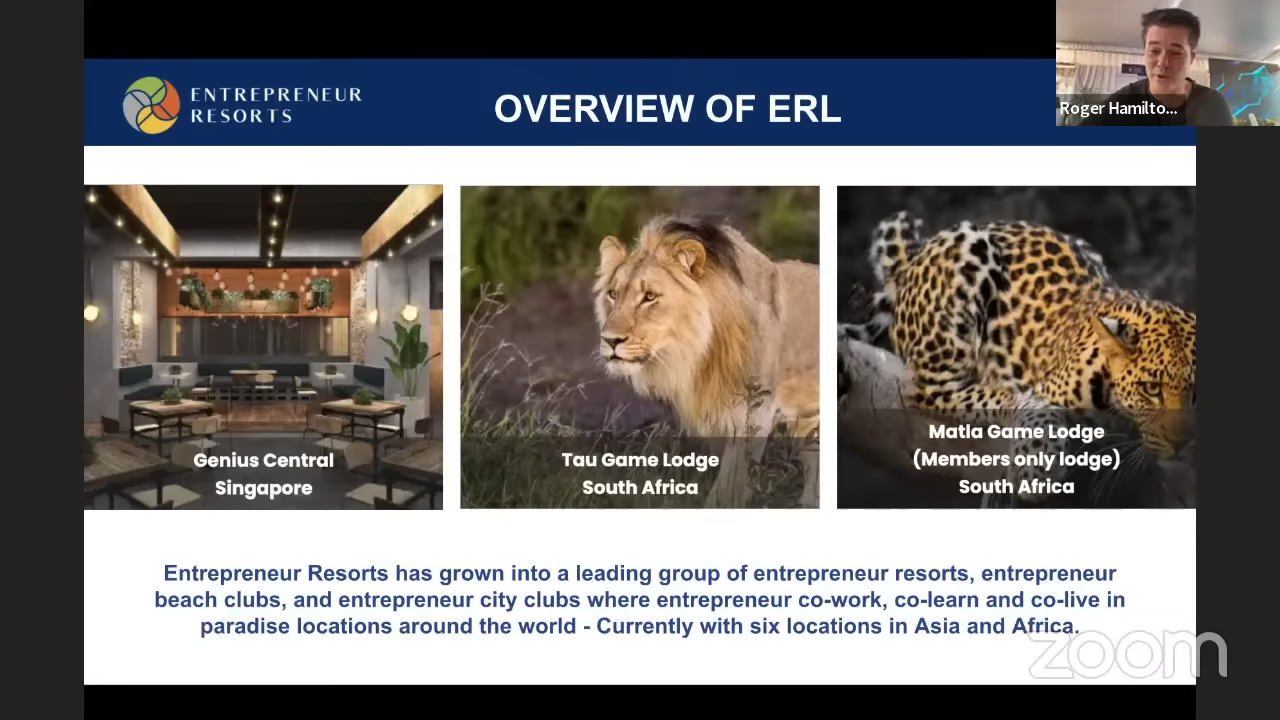 ENTREPRENEUR
RESORTS
OVERVIEW OF ERL
Roger Hamilto...
Genius Central
Singapore
Tau Game Lodge
South Africa
Matla Game Lodge
(Members only lodge)
South Africa
Entrepreneur Resorts has grown into a leading group of entrepreneur resorts, entrepreneur
beach clubs, and entrepreneur city clubs where entrepreneur co-work, co-learn and co-live in
paradise locations around the world - Currently with six locations in Asia and Africa.
zoom